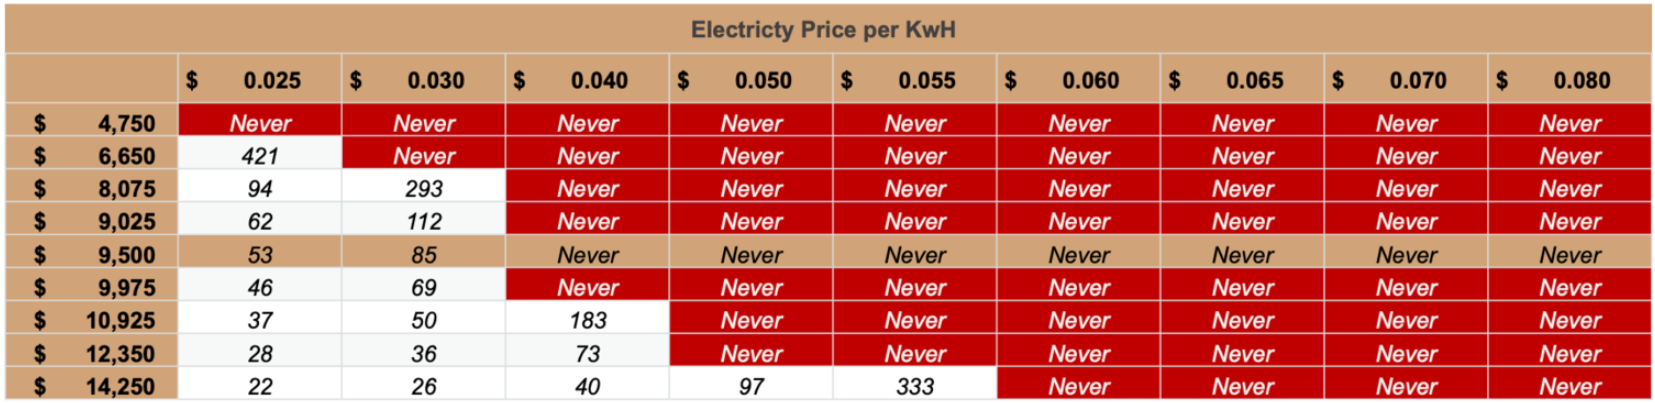 Electricty Price per KwH
$ 0.025 $ 0.030 $ 0.040 $ 0.050 $ 0.055 $ 0.060 $ 0.065 $ 0.070 $ 0.080
$ 4,750 Never Never Never Never Never Never Never Never Never
$ 6,650 421 Never Never Never Never Never Never Never Never
$ 8,075 94 293 Never Never Never Never Never Never Never
$ 9,025 62 112 Never Never Never Never Never Never Never
$ 9,500 53 85 Never Never Never Never Never Never Never
$ 9,975 46 69 Never Never Never Never Never Never Never
$ 10,925 37 50 183 Never Never Never Never Never Never
$ 12,350 28 36 73 Never Never Never Never Never Never
$ 14,250 22 26 40 97 333 Never Never Never Never